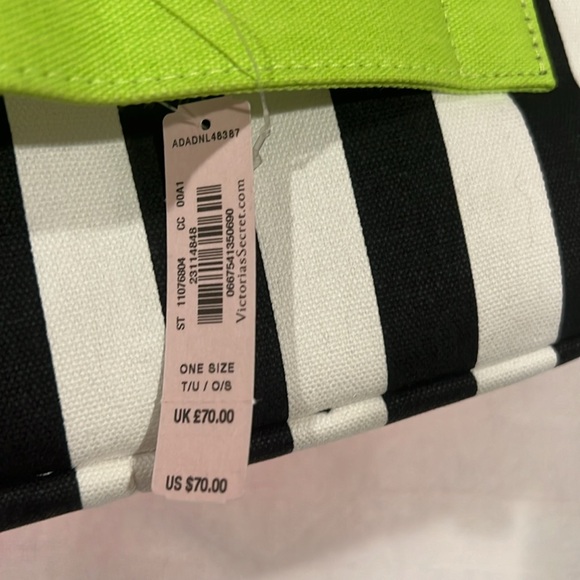 ADADNL48387
ST 11076804 CC 00A1
23114848
0667541350690
VictoriasSecret.com
ONE SIZE
T/U / O/S
UK £70.00
US $70.00